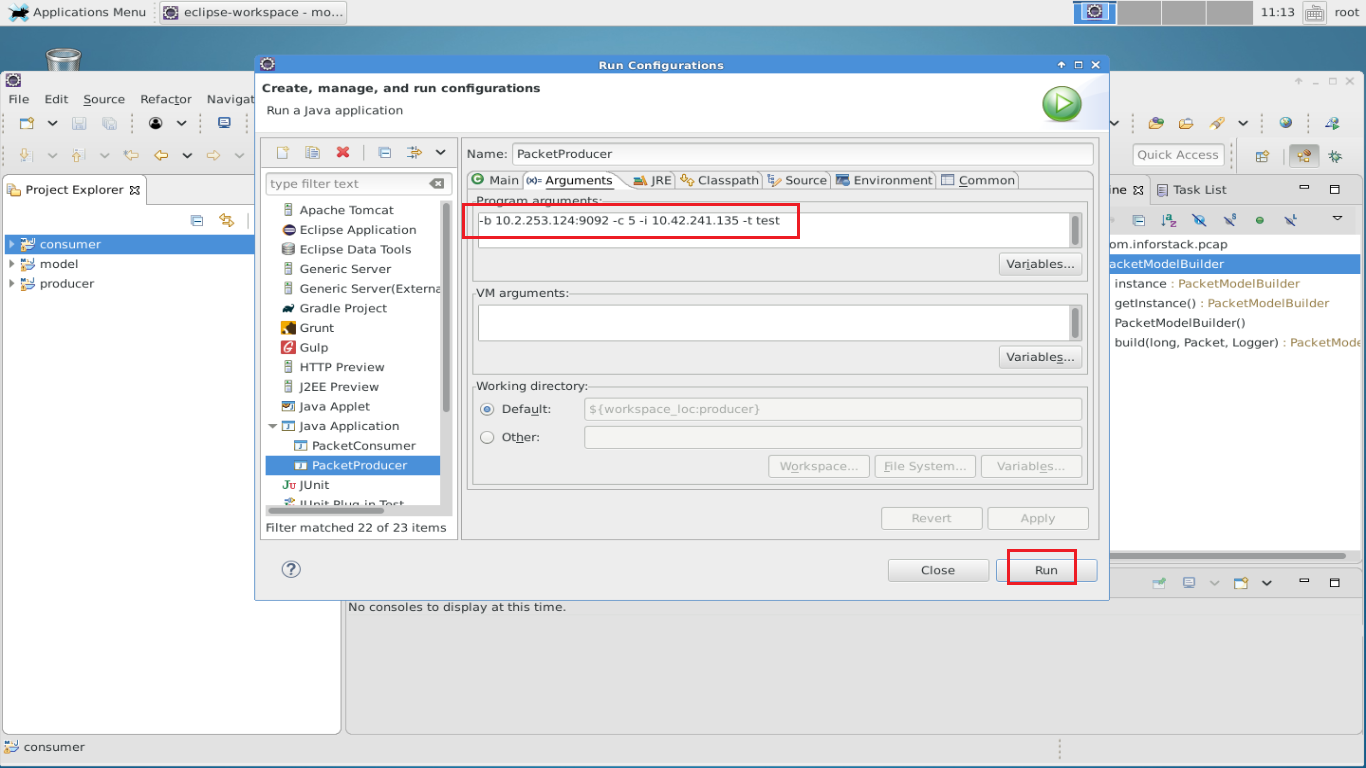 Applications Menu
eclipse-workspace - mo...
11:13
root
Run Configurations
File Edit Source Refactor Navigat
Create, manage, and run configurations
Run a Java application
Quick Access
Project Explorer
consumer
model
producer
type filter text
Apache Tomcat
Eclipse Application
Eclipse Data Tools
Generic Server
Generic Server(Externa
Gradle Project
Grunt
Gulp
HTTP Preview
J2EE Preview
Java Applet
Java Application
PacketConsumer
PacketProducer
Ju JUnit
JUnit Plug-in Test
Filter matched 22 of 23 items
Name: PacketProducer
Main (x)= Arguments JRE Classpath Source Environment Common
Program arguments:
-b 10.2.253.124:9092 -c 5 -i 10.42.241.135 -t test
Variables...
VM arguments:
Variables...
Working directory:
Default: ${workspace_loc:producer}
Other:
Workspace... File System... Variables...
Revert Apply
? Close Run
ine Task List
om.inforstack.pcap
acketModelBuilder
instance : PacketModelBuilder
getInstance() : PacketModelBuilder
PacketModelBuilder()
build(long, Packet, Logger) : PacketMode
No consoles to display at this time.
consumer